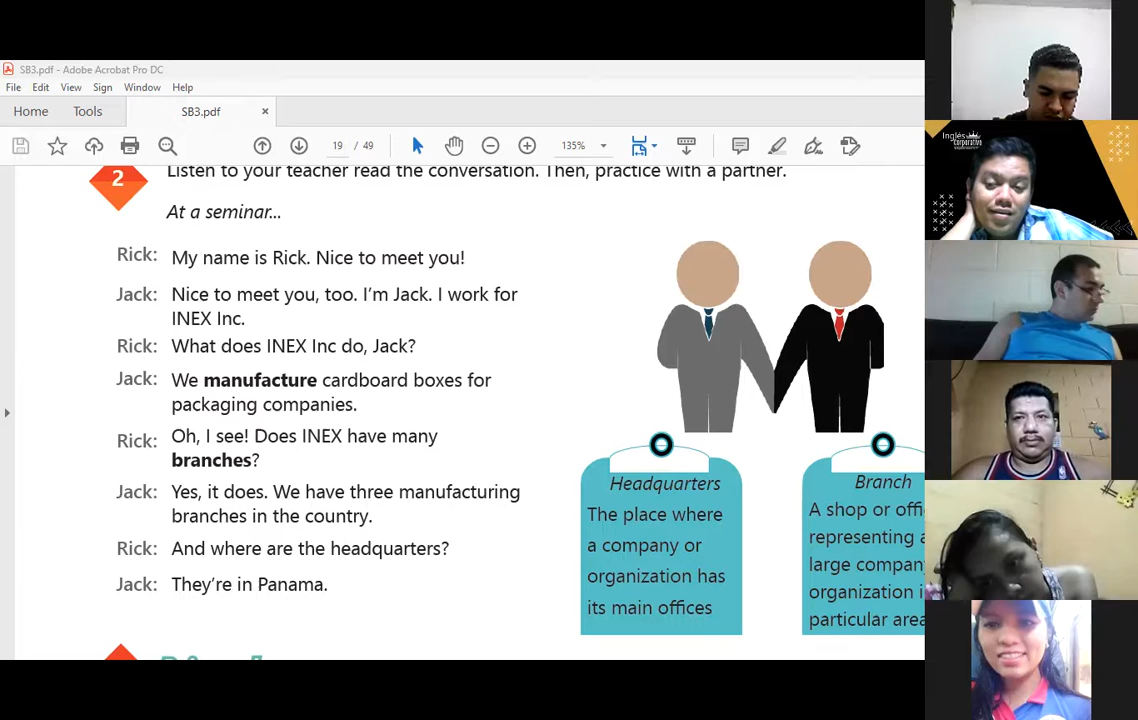 SB3.pdf - Adobe Acrobat Pro DC
File Edit View Sign Window Help
Home Tools SB3.pdf
19 / 49 135%
2 Listen to your teacher read the conversation. Then, practice with a partner.
At a seminar...
Rick: My name is Rick. Nice to meet you!
Jack: Nice to meet you, too. I'm Jack. I work for
INEX Inc.
Rick: What does INEX Inc do, Jack?
Jack: We manufacture cardboard boxes for
packaging companies.
Rick: Oh, I see! Does INEX have many
branches?
Jack: Yes, it does. We have three manufacturing
branches in the country.
Rick: And where are the headquarters?
Jack: They're in Panama.
Headquarters
The place where
a company or
organization has
its main offices
Branch
A shop or offi
representing a
large compan
organization i
particular area
Inglés
Corporativo